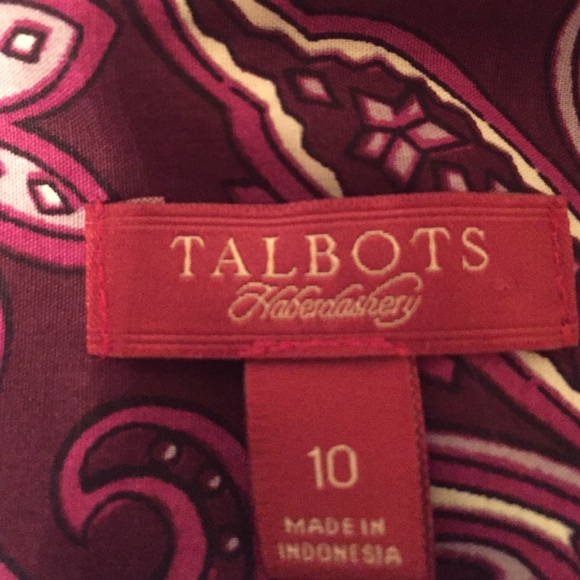 TALBOTS
Haberdashery
10
MADE IN
INDONESIA